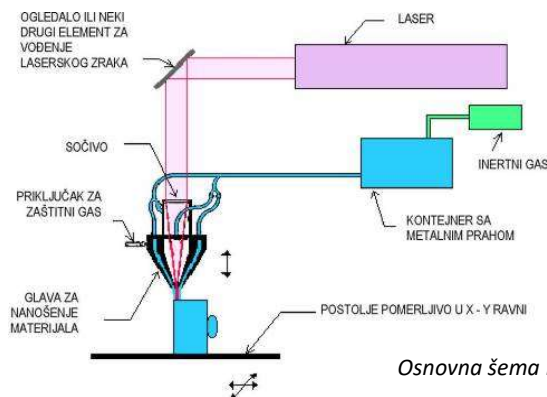 OGLEDALO ILI NEKI
DRUGI ELEMENT ZA
VOĐENJE
LASERSKOG ZRAKA
LASER
SOČIVO
INERTNI GAS
PRIKLJUČAK ZA
ZAŠTITNI GAS
KONTEJNER SA
METALNIM PRAHOM
GLAVA ZA
NANOŠENJE
MATERIJALA
POSTOLJE POMERLJIVO U X - Y RAVNI
Osnovna šema